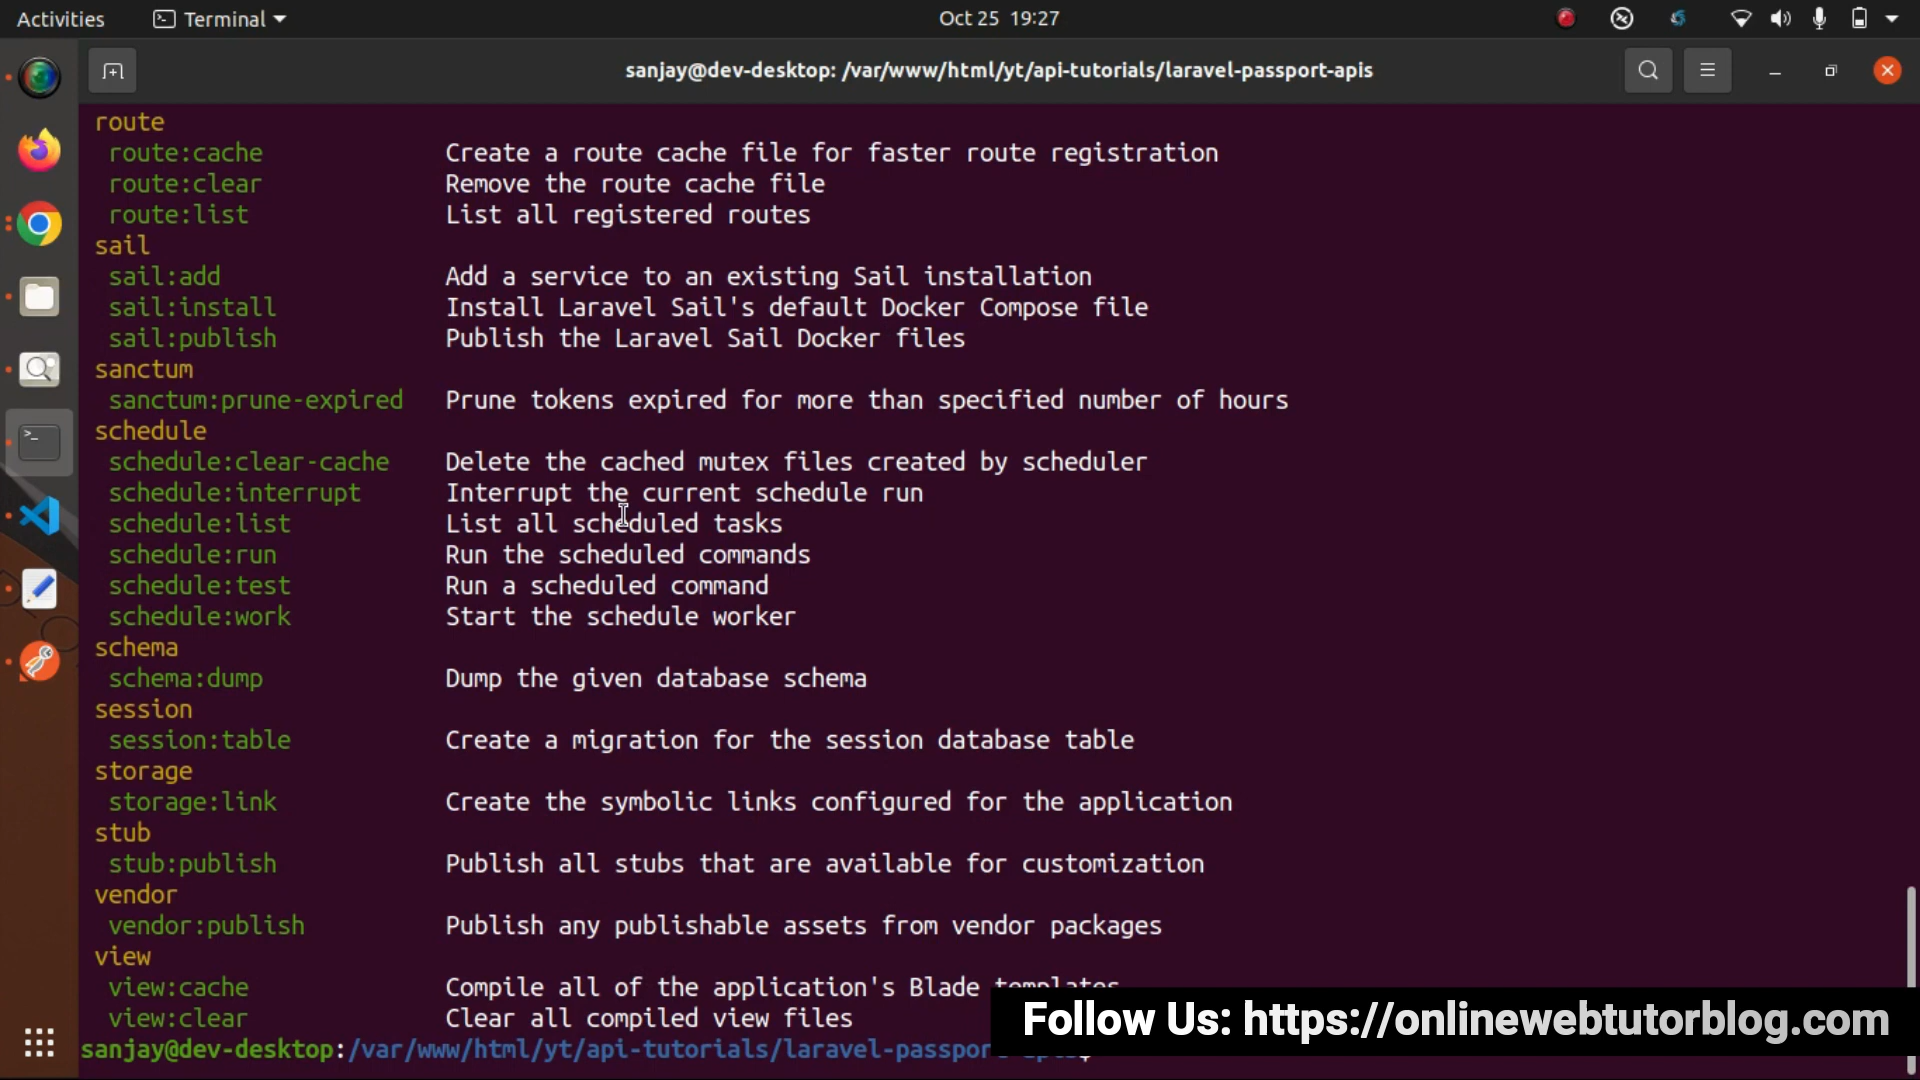 Activities Terminal Oct 25 19:27
sanjay@dev-desktop: /var/www/html/yt/api-tutorials/laravel-passport-apis
route
route:cache Create a route cache file for faster route registration
route:clear Remove the route cache file
route:list List all registered routes
sail
sail:add Add a service to an existing Sail installation
sail:install Install Laravel Sail's default Docker Compose file
sail:publish Publish the Laravel Sail Docker files
sanctum
sanctum:prune-expired Prune tokens expired for more than specified number of hours
schedule
schedule:clear-cache Delete the cached mutex files created by scheduler
schedule:interrupt Interrupt the current schedule run
schedule:list List all scheduled tasks
schedule:run Run the scheduled commands
schedule:test Run a scheduled command
schedule:work Start the schedule worker
schema
schema:dump Dump the given database schema
session
session:table Create a migration for the session database table
storage
storage:link Create the symbolic links configured for the application
stub
stub:publish Publish all stubs that are available for customization
vendor
vendor:publish Publish any publishable assets from vendor packages
view
view:cache Compile all of the application's Blade templates
view:clear Clear all compiled view files
Follow Us: https://onlinewebtutorblog.com
sanjay@dev-desktop:/var/www/html/yt/api-tutorials/laravel-passport-apis$